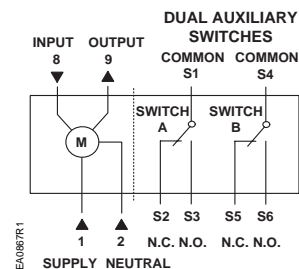 DUAL AUXILIARY
SWITCHES
INPUT OUTPUT COMMON COMMON
8 9 S1 S4
SWITCH SWITCH
A B
M
1 2 S2 S3 S5 S6
SUPPLY NEUTRAL N.C. N.O. N.C. N.O.
EA0867R1